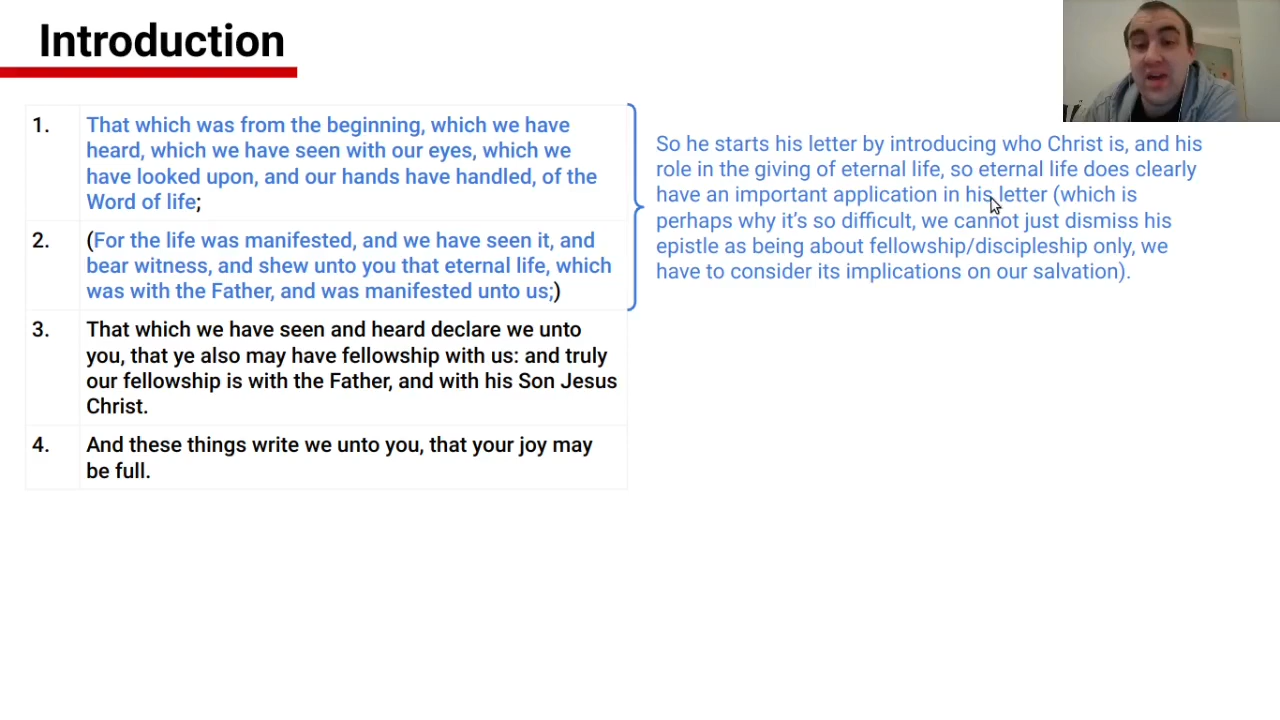 Introduction
1. That which was from the beginning, which we have
heard, which we have seen with our eyes, which we
have looked upon, and our hands have handled, of the
Word of life;
2. (For the life was manifested, and we have seen it, and
bear witness, and shew unto you that eternal life, which
was with the Father, and was manifested unto us;)
3. That which we have seen and heard declare we unto
you, that ye also may have fellowship with us: and truly
our fellowship is with the Father, and with his Son Jesus
Christ.
4. And these things write we unto you, that your joy may
be full.
So he starts his letter by introducing who Christ is, and his
role in the giving of eternal life, so eternal life does clearly
have an important application in his letter (which is
perhaps why it's so difficult, we cannot just dismiss his
epistle as being about fellowship/discipleship only, we
have to consider its implications on our salvation).